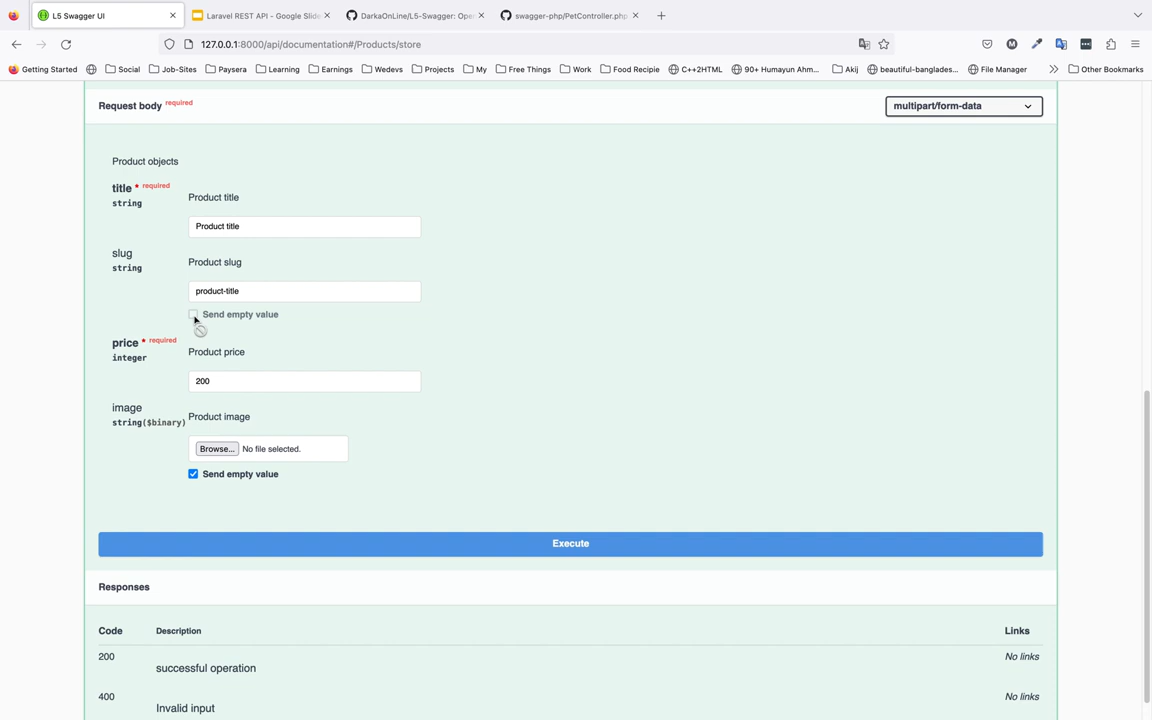 L5 Swagger UI
Laravel REST API - Google Slide
DarkaOnLine/L5-Swagger: Ope
swagger-php/PetController.php
127.0.0.1:8000/api/documentation#/Products/store
Getting Started Social Job-Sites Paysera Learning Earnings Wedevs Projects My Free Things Work Food Recipie C++2HTML 90+ Humayun Ahm... Akij beautiful-banglades... File Manager Other Bookmarks
Request body required
multipart/form-data
Product objects
title * required
string
Product title
Product title
slug
string
Product slug
product-title
Send empty value
price * required
integer
Product price
200
image
string($binary)
Product image
Browse... No file selected.
Send empty value
Execute
Responses
Code Description Links
200 successful operation No links
400 Invalid input No links